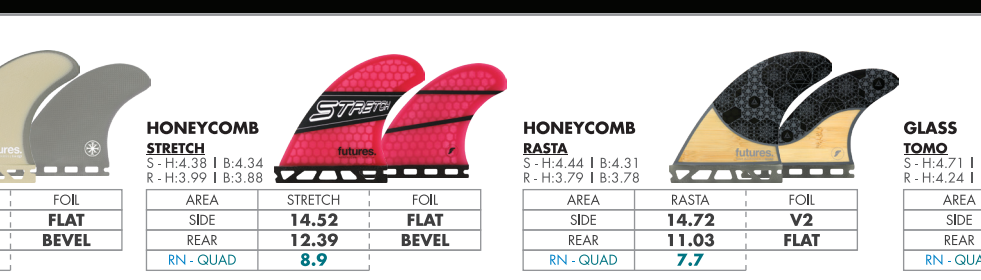 FOIL
FLAT
BEVEL
HONEYCOMB
STRETCH
S - H:4.38 | B:4.34
R - H:3.99 | B:3.88
STRETCH
futures.
AREA STRETCH FOIL
SIDE 14.52 FLAT
REAR 12.39 BEVEL
RN - QUAD 8.9
HONEYCOMB
RASTA
S - H:4.44 | B:4.31
R - H:3.79 | B:3.78
futures.
AREA RASTA FOIL
SIDE 14.72 V2
REAR 11.03 FLAT
RN - QUAD 7.7
GLASS
TOMO
S - H:4.71 |
R - H:4.24 |
AREA
SIDE
REAR
RN - QUA